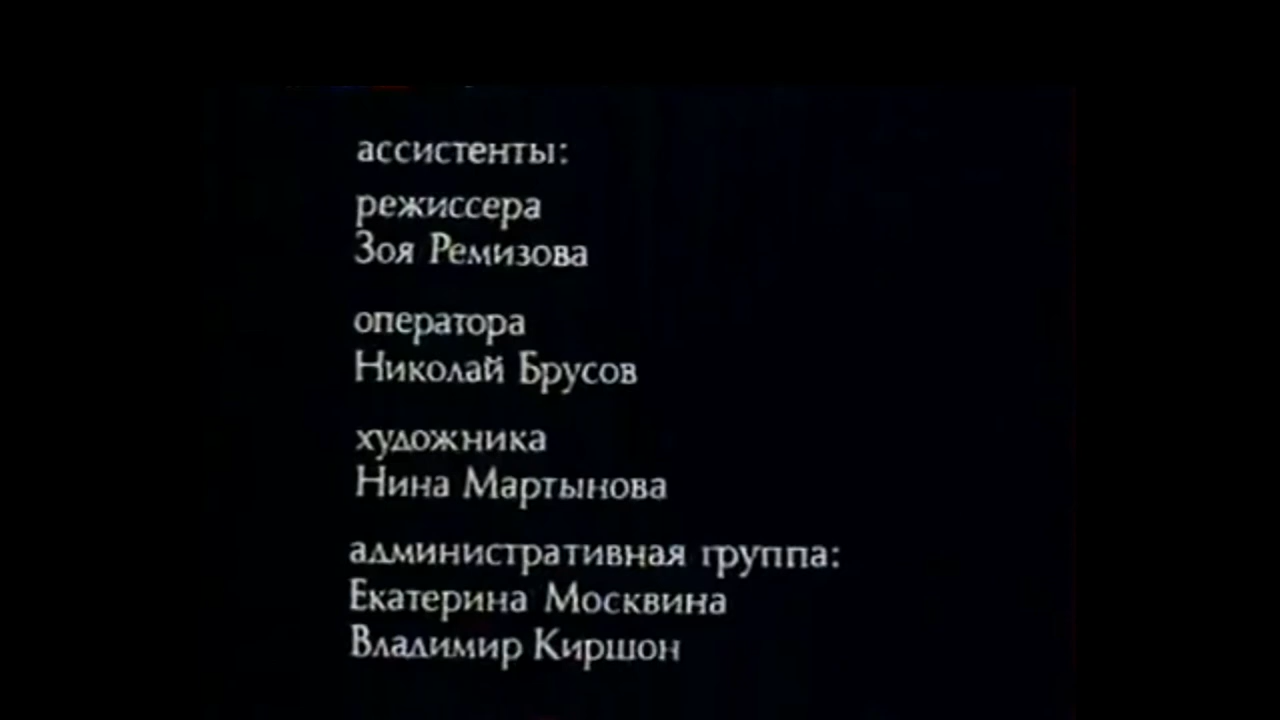 ассистенты:
режиссера
Зоя Ремизова
оператора
Николай Брусов
художника
Нина Мартынова
административная группа:
Екатерина Москвина
Владимир Киршон